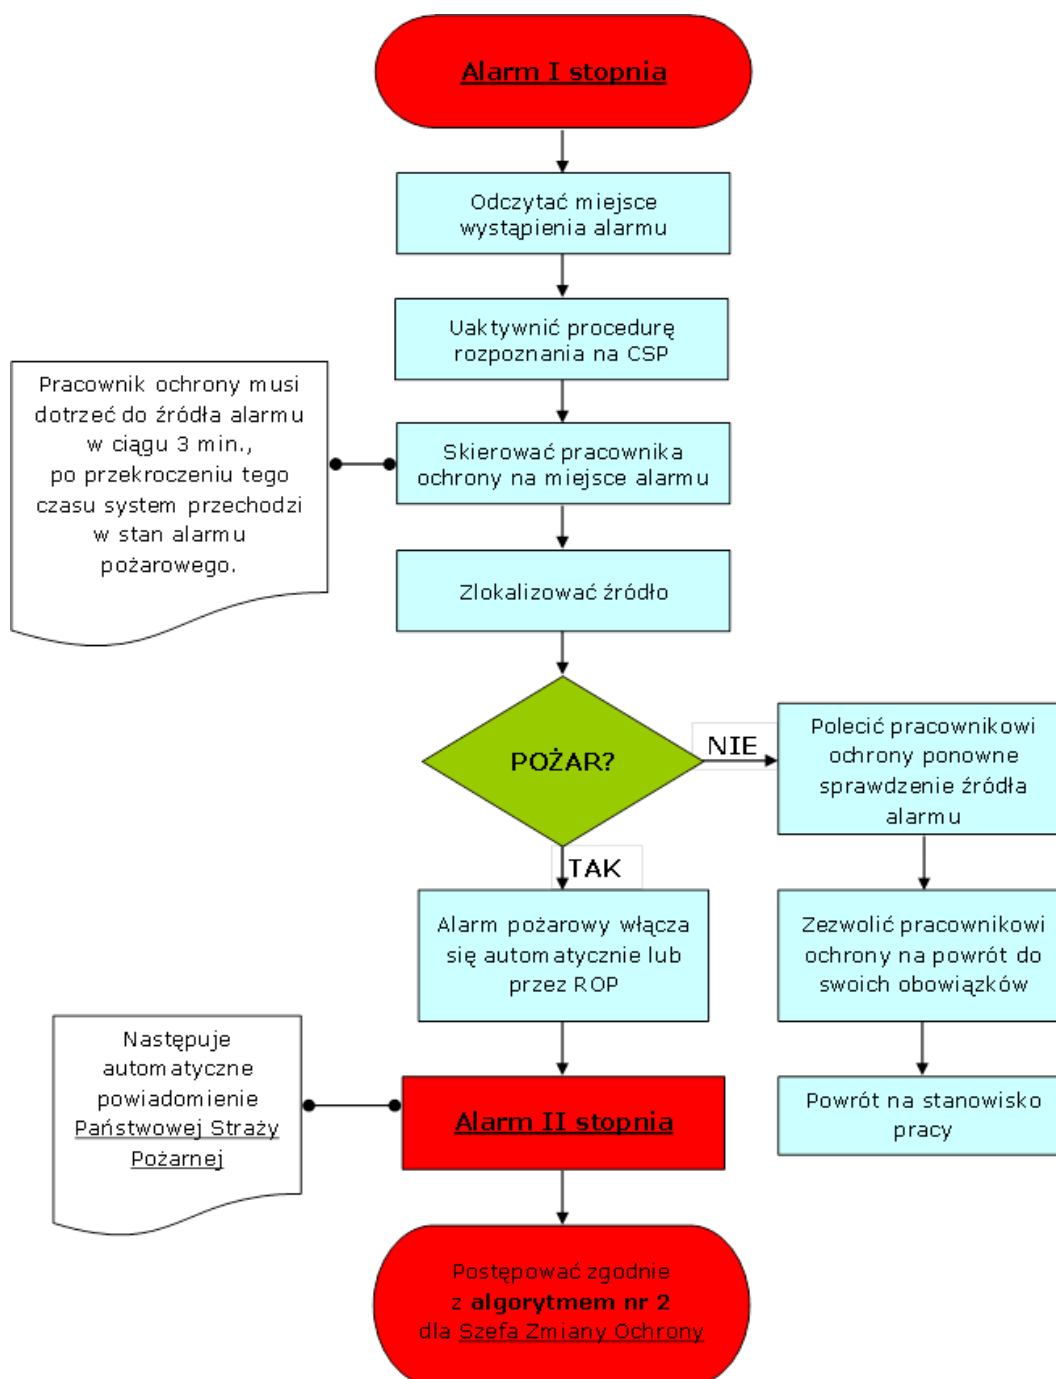 Alarm I stopnia
Odczytać miejsce
wystąpienia alarmu
Uaktywnić procedurę
rozpoznania na CSP
Pracownik ochrony musi
dotrzeć do źródła alarmu
w ciągu 3 min.,
po przekroczeniu tego
czasu system przechodzi
w stan alarmu
pożarowego.
Skierować pracownika
ochrony na miejsce alarmu
Zlokalizować źródło
POŻAR?
NIE
Polecić pracownikowi
ochrony ponowne
sprawdzenie źródła
alarmu
TAK
Alarm pożarowy włącza
się automatycznie lub
przez ROP
Zezwolić pracownikowi
ochrony na powrót do
swoich obowiązków
Następuje
automatyczne
powiadomienie
Państwowej Straży
Pożarnej
Alarm II stopnia
Powrót na stanowisko
pracy
Postępować zgodnie
z algorytmem nr 2
dla Szefa Zmiany Ochrony